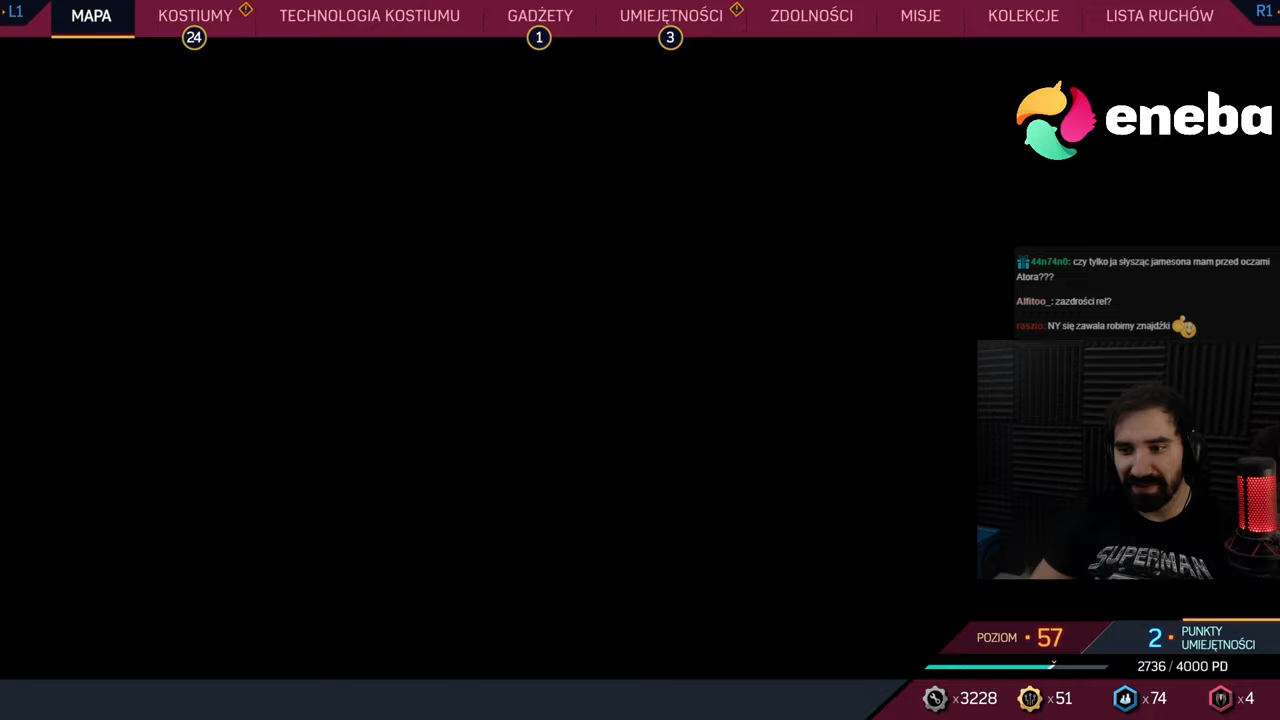 L1 MAPA KOSTIUMY TECHNOLOGIA KOSTIUMU GADŻETY UMIEJĘTNOŚCI ZDOLNOŚCI MISJE KOLEKCJE LISTA RUCHÓW R1
24 1 3
eneba
44n74n0: czy tylko ja słysząc jamesona mam przed oczami
Atora???
Alfitoo_: zazdrości rel?
raszio: NY się zawala robimy znajdźki
SUPERMAN
POZIOM 57 2 PUNKTY
UMIEJĘTNOŚCI
2736 / 4000 PD
x3228 x51 x74 x4